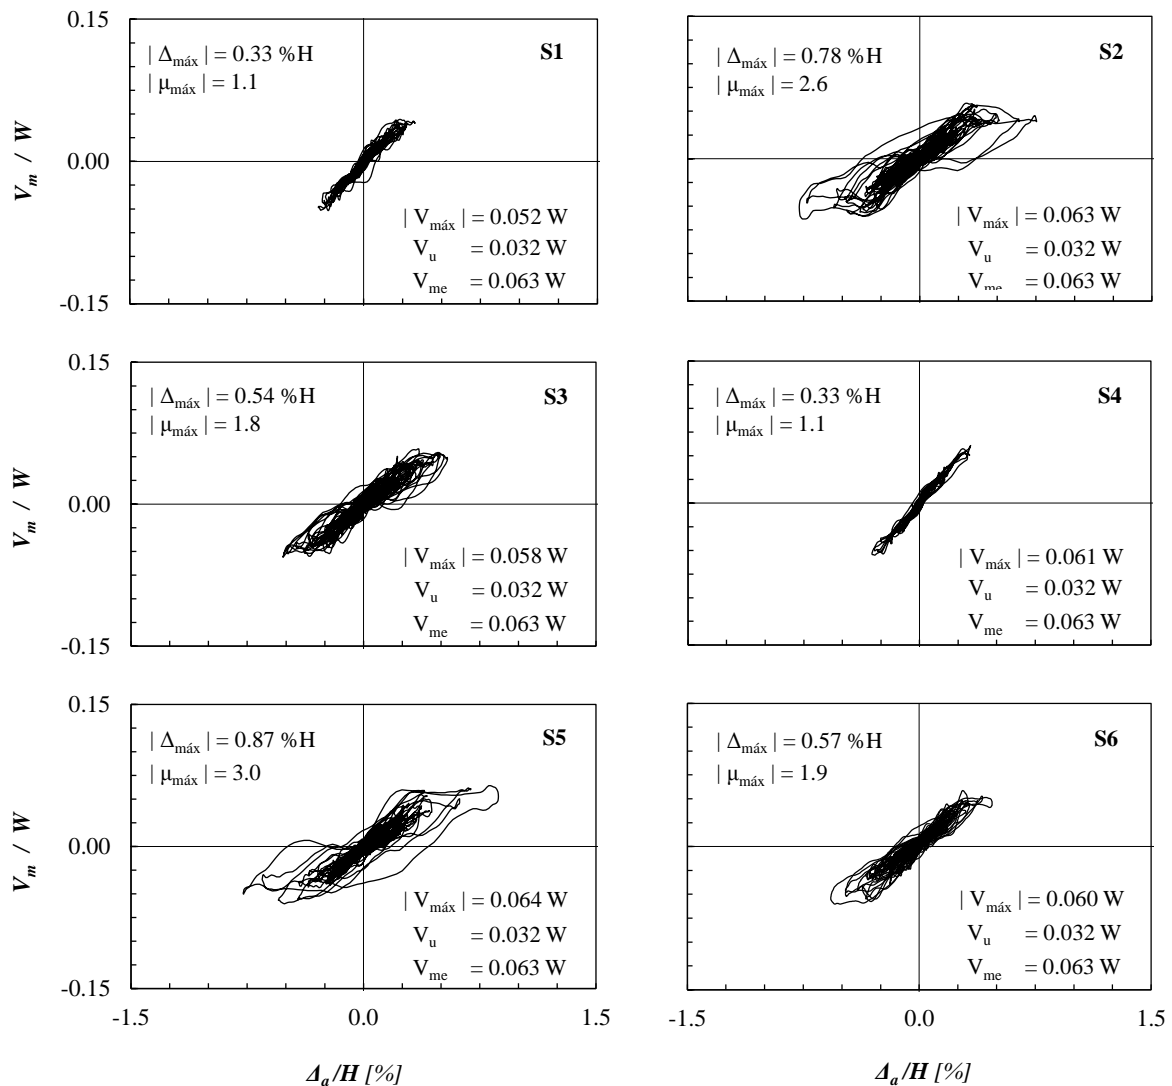 0.15
| Δmáx | = 0.33 %H
S1
| μmáx | = 1.1
Vm / W
0.00
| Vmáx | = 0.052 W
Vu = 0.032 W
Vme = 0.063 W
-0.15
| Δmáx | = 0.78 %H
S2
| μmáx | = 2.6
| Vmáx | = 0.063 W
Vu = 0.032 W
Vme = 0.063 W
0.15
| Δmáx | = 0.54 %H
S3
| μmáx | = 1.8
Vm / W
0.00
| Vmáx | = 0.058 W
Vu = 0.032 W
Vme = 0.063 W
-0.15
| Δmáx | = 0.33 %H
S4
| μmáx | = 1.1
| Vmáx | = 0.061 W
Vu = 0.032 W
Vme = 0.063 W
0.15
| Δmáx | = 0.87 %H
S5
| μmáx | = 3.0
Vm / W
0.00
| Vmáx | = 0.064 W
Vu = 0.032 W
Vme = 0.063 W
-0.15
-1.5 0.0 1.5
Δa/H [%]
| Δmáx | = 0.57 %H
S6
| μmáx | = 1.9
| Vmáx | = 0.060 W
Vu = 0.032 W
Vme = 0.063 W
-1.5 0.0 1.5
Δa/H [%]